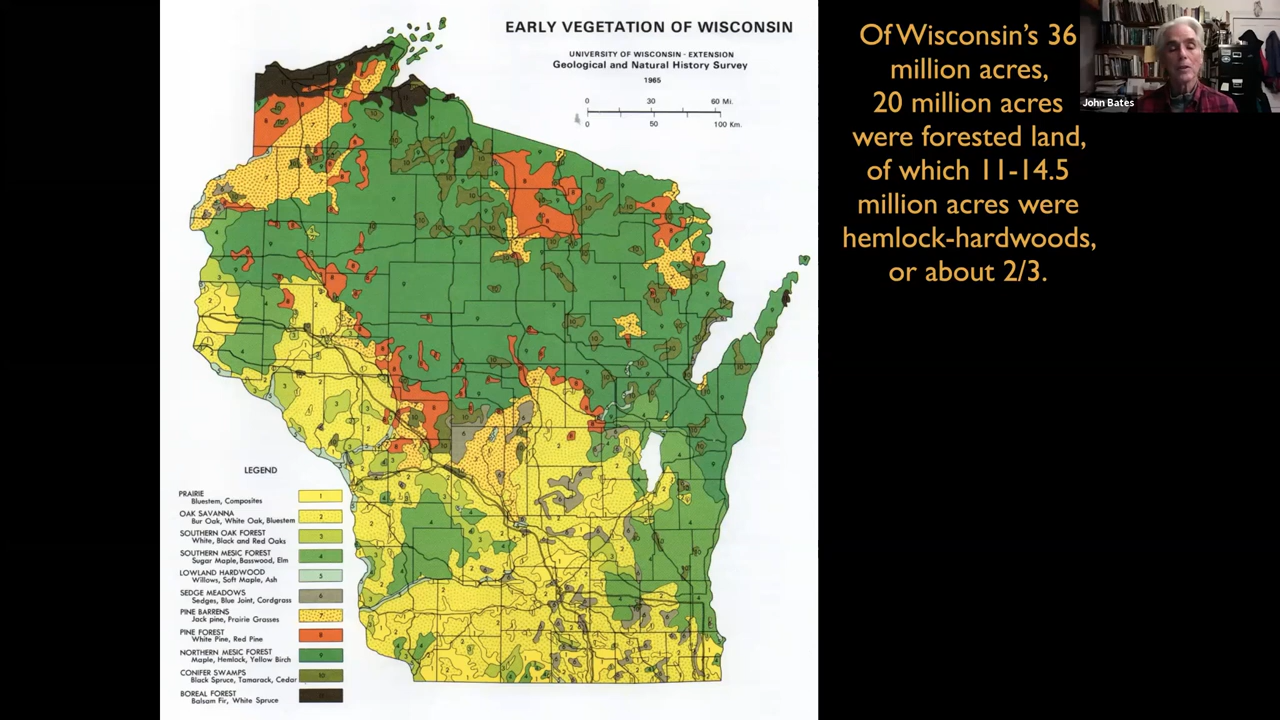 EARLY VEGETATION OF WISCONSIN
UNIVERSITY OF WISCONSIN - EXTENSION
Geological and Natural History Survey
1965
0 30 60 Mi.
0 50 100 Km.
Of Wisconsin's 36
million acres,
20 million acres
were forested land,
of which 11-14.5
million acres were
hemlock-hardwoods,
or about 2/3.
John Bates
LEGEND
PRAIRIE
Bluestem, Composites
1
OAK SAVANNA
Bur Oak, White Oak, Bluestem
2
SOUTHERN OAK FOREST
White, Black and Red Oaks
3
SOUTHERN MESIC FOREST
Sugar Maple, Basswood, Elm
4
LOWLAND HARDWOOD
Willows, Soft Maple, Ash
5
SEDGE MEADOWS
Sedges, Blue Joint, Cordgrass
6
PINE BARRENS
Jack pine, Prairie Grasses
7
PINE FOREST
White Pine, Red Pine
8
NORTHERN MESIC FOREST
Maple, Hemlock, Yellow Birch
9
CONIFER SWAMPS
Black Spruce, Tamarack, Cedar
10
BOREAL FOREST
Balsam Fir, White Spruce